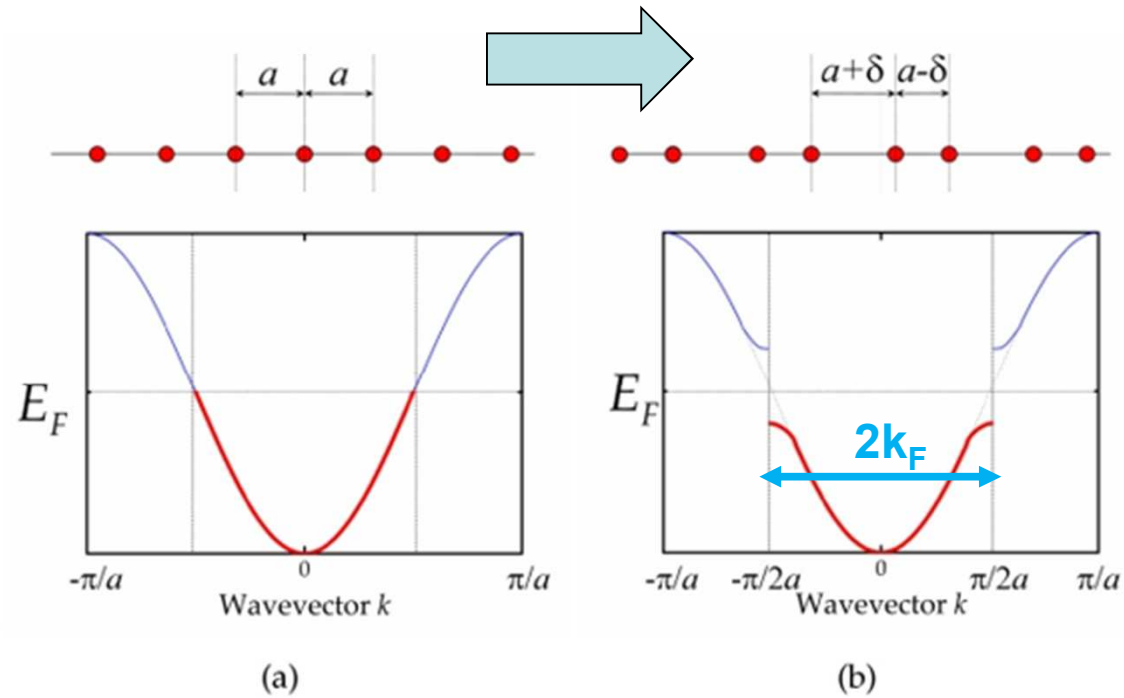 a a
a+δ a-δ
E_F
E_F
2k_F
-π/a 0 π/a
Wavevector k
-π/a -π/2a 0 π/2a π/a
Wavevector k
(a)
(b)